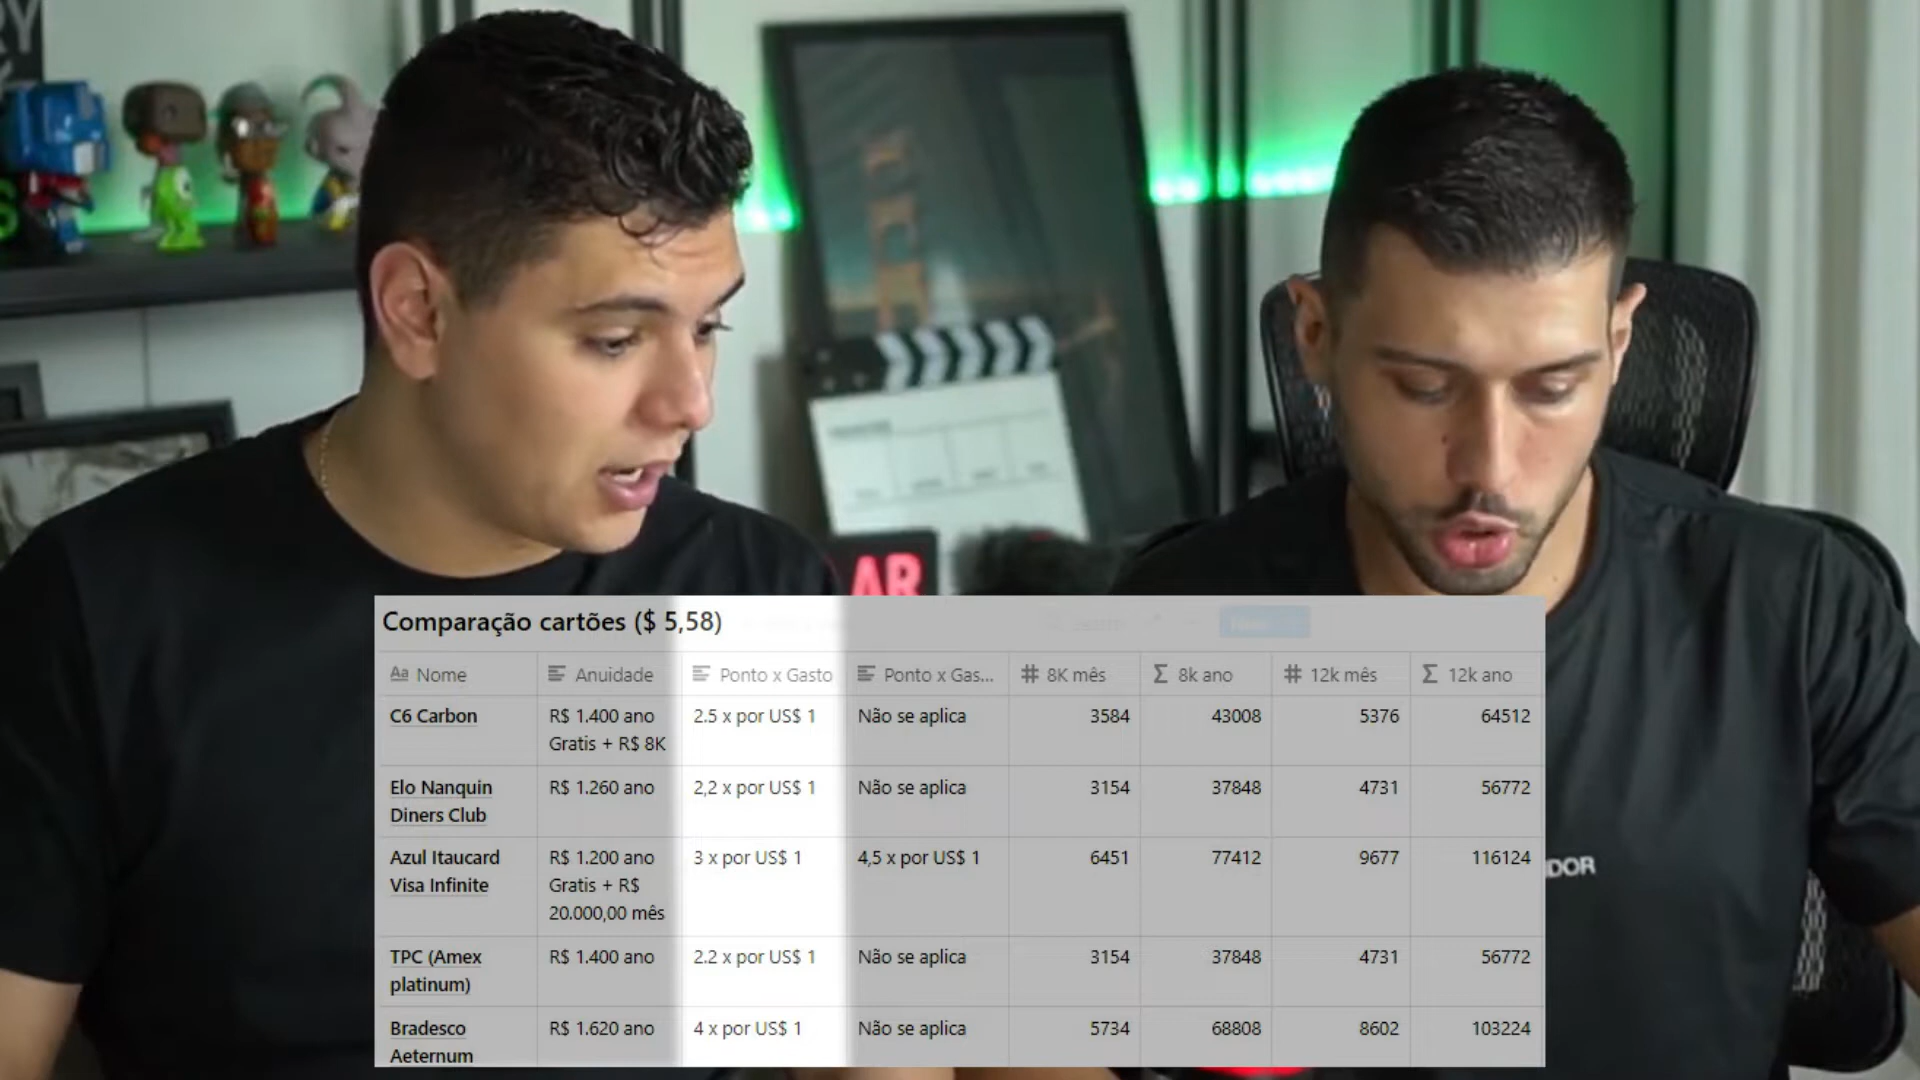 AR
DOR
Comparação cartões ($ 5,58)
Aa Nome Anuidade Ponto x Gasto Ponto x Gas... # 8K mês Σ 8k ano # 12k mês Σ 12k ano
C6 Carbon R$ 1.400 ano 2.5 x por US$ 1 Não se aplica 3584 43008 5376 64512
Gratis + R$ 8K
Elo Nanquin R$ 1.260 ano 2,2 x por US$ 1 Não se aplica 3154 37848 4731 56772
Diners Club
Azul Itaucard R$ 1.200 ano 3 x por US$ 1 4,5 x por US$ 1 6451 77412 9677 116124
Visa Infinite Gratis + R$
20.000,00 mês
TPC (Amex R$ 1.400 ano 2.2 x por US$ 1 Não se aplica 3154 37848 4731 56772
platinum)
Bradesco R$ 1.620 ano 4 x por US$ 1 Não se aplica 5734 68808 8602 103224
Aeternum